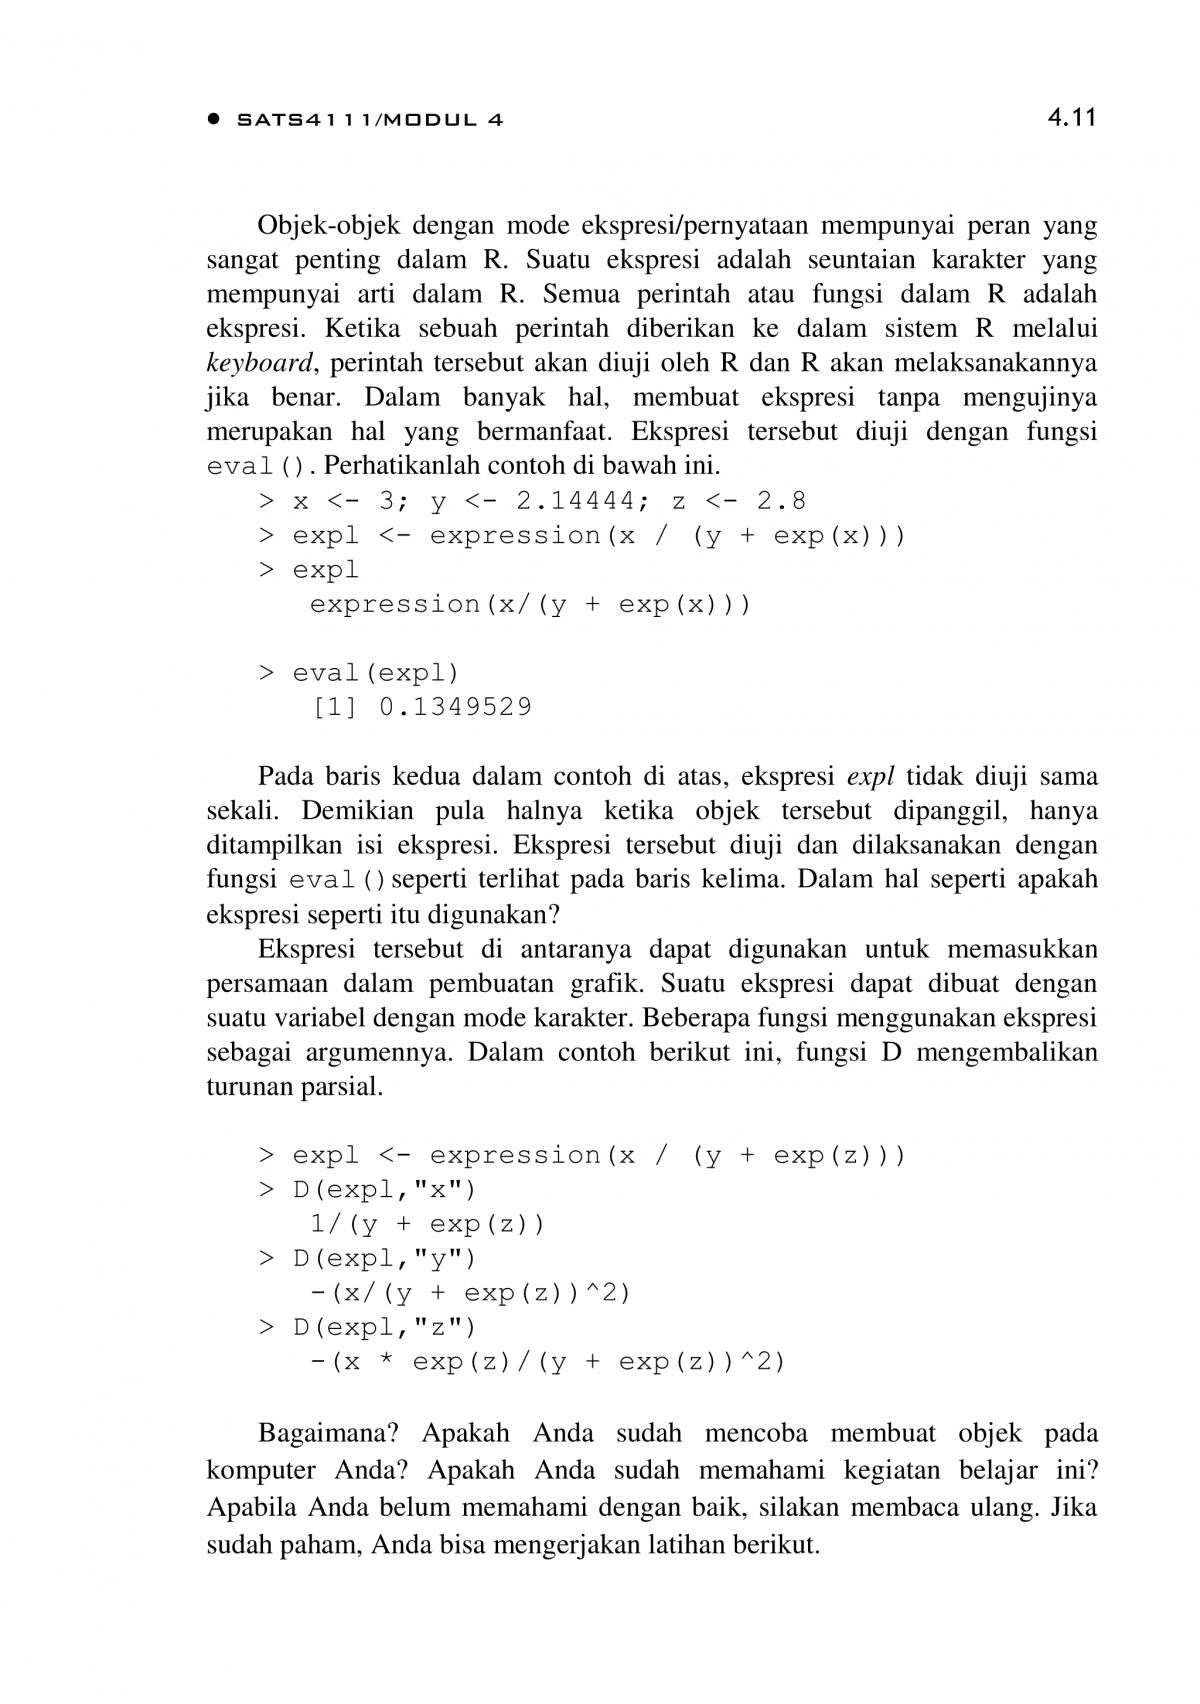 ● SATS4111/MODUL 4 4.11
Objek-objek dengan mode ekspresi/pernyataan mempunyai peran yang
sangat penting dalam R. Suatu ekspresi adalah seuntaian karakter yang
mempunyai arti dalam R. Semua perintah atau fungsi dalam R adalah
ekspresi. Ketika sebuah perintah diberikan ke dalam sistem R melalui
keyboard, perintah tersebut akan diuji oleh R dan R akan melaksanakannya
jika benar. Dalam banyak hal, membuat ekspresi tanpa mengujinya
merupakan hal yang bermanfaat. Ekspresi tersebut diuji dengan fungsi
eval(). Perhatikanlah contoh di bawah ini.
> x <- 3; y <- 2.14444; z <- 2.8
> expl <- expression(x / (y + exp(x)))
> expl
expression(x/(y + exp(x)))
> eval(expl)
[1] 0.1349529
Pada baris kedua dalam contoh di atas, ekspresi expl tidak diuji sama
sekali. Demikian pula halnya ketika objek tersebut dipanggil, hanya
ditampilkan isi ekspresi. Ekspresi tersebut diuji dan dilaksanakan dengan
fungsi eval()seperti terlihat pada baris kelima. Dalam hal seperti apakah
ekspresi seperti itu digunakan?
Ekspresi tersebut di antaranya dapat digunakan untuk memasukkan
persamaan dalam pembuatan grafik. Suatu ekspresi dapat dibuat dengan
suatu variabel dengan mode karakter. Beberapa fungsi menggunakan ekspresi
sebagai argumennya. Dalam contoh berikut ini, fungsi D mengembalikan
turunan parsial.
> expl <- expression(x / (y + exp(z)))
> D(expl,"x")
1/(y + exp(z))
> D(expl,"y")
-(x/(y + exp(z))^2)
> D(expl,"z")
-(x * exp(z)/(y + exp(z))^2)
Bagaimana? Apakah Anda sudah mencoba membuat objek pada
komputer Anda? Apakah Anda sudah memahami kegiatan belajar ini?
Apabila Anda belum memahami dengan baik, silakan membaca ulang. Jika
sudah paham, Anda bisa mengerjakan latihan berikut.